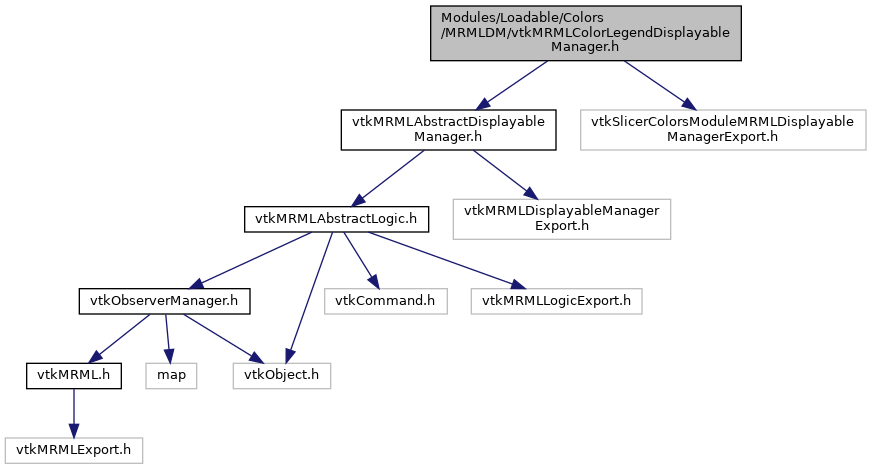 Modules/Loadable/Colors
/MRMLDM/vtkMRMLColorLegendDisplayable
Manager.h
vtkMRMLAbstractDisplayable
Manager.h
vtkSlicerColorsModuleMRMLDisplayable
ManagerExport.h
vtkMRMLAbstractLogic.h
vtkMRMLDisplayableManager
Export.h
vtkObserverManager.h
vtkCommand.h
vtkMRMLLogicExport.h
vtkMRML.h
map
vtkObject.h
vtkMRMLExport.h